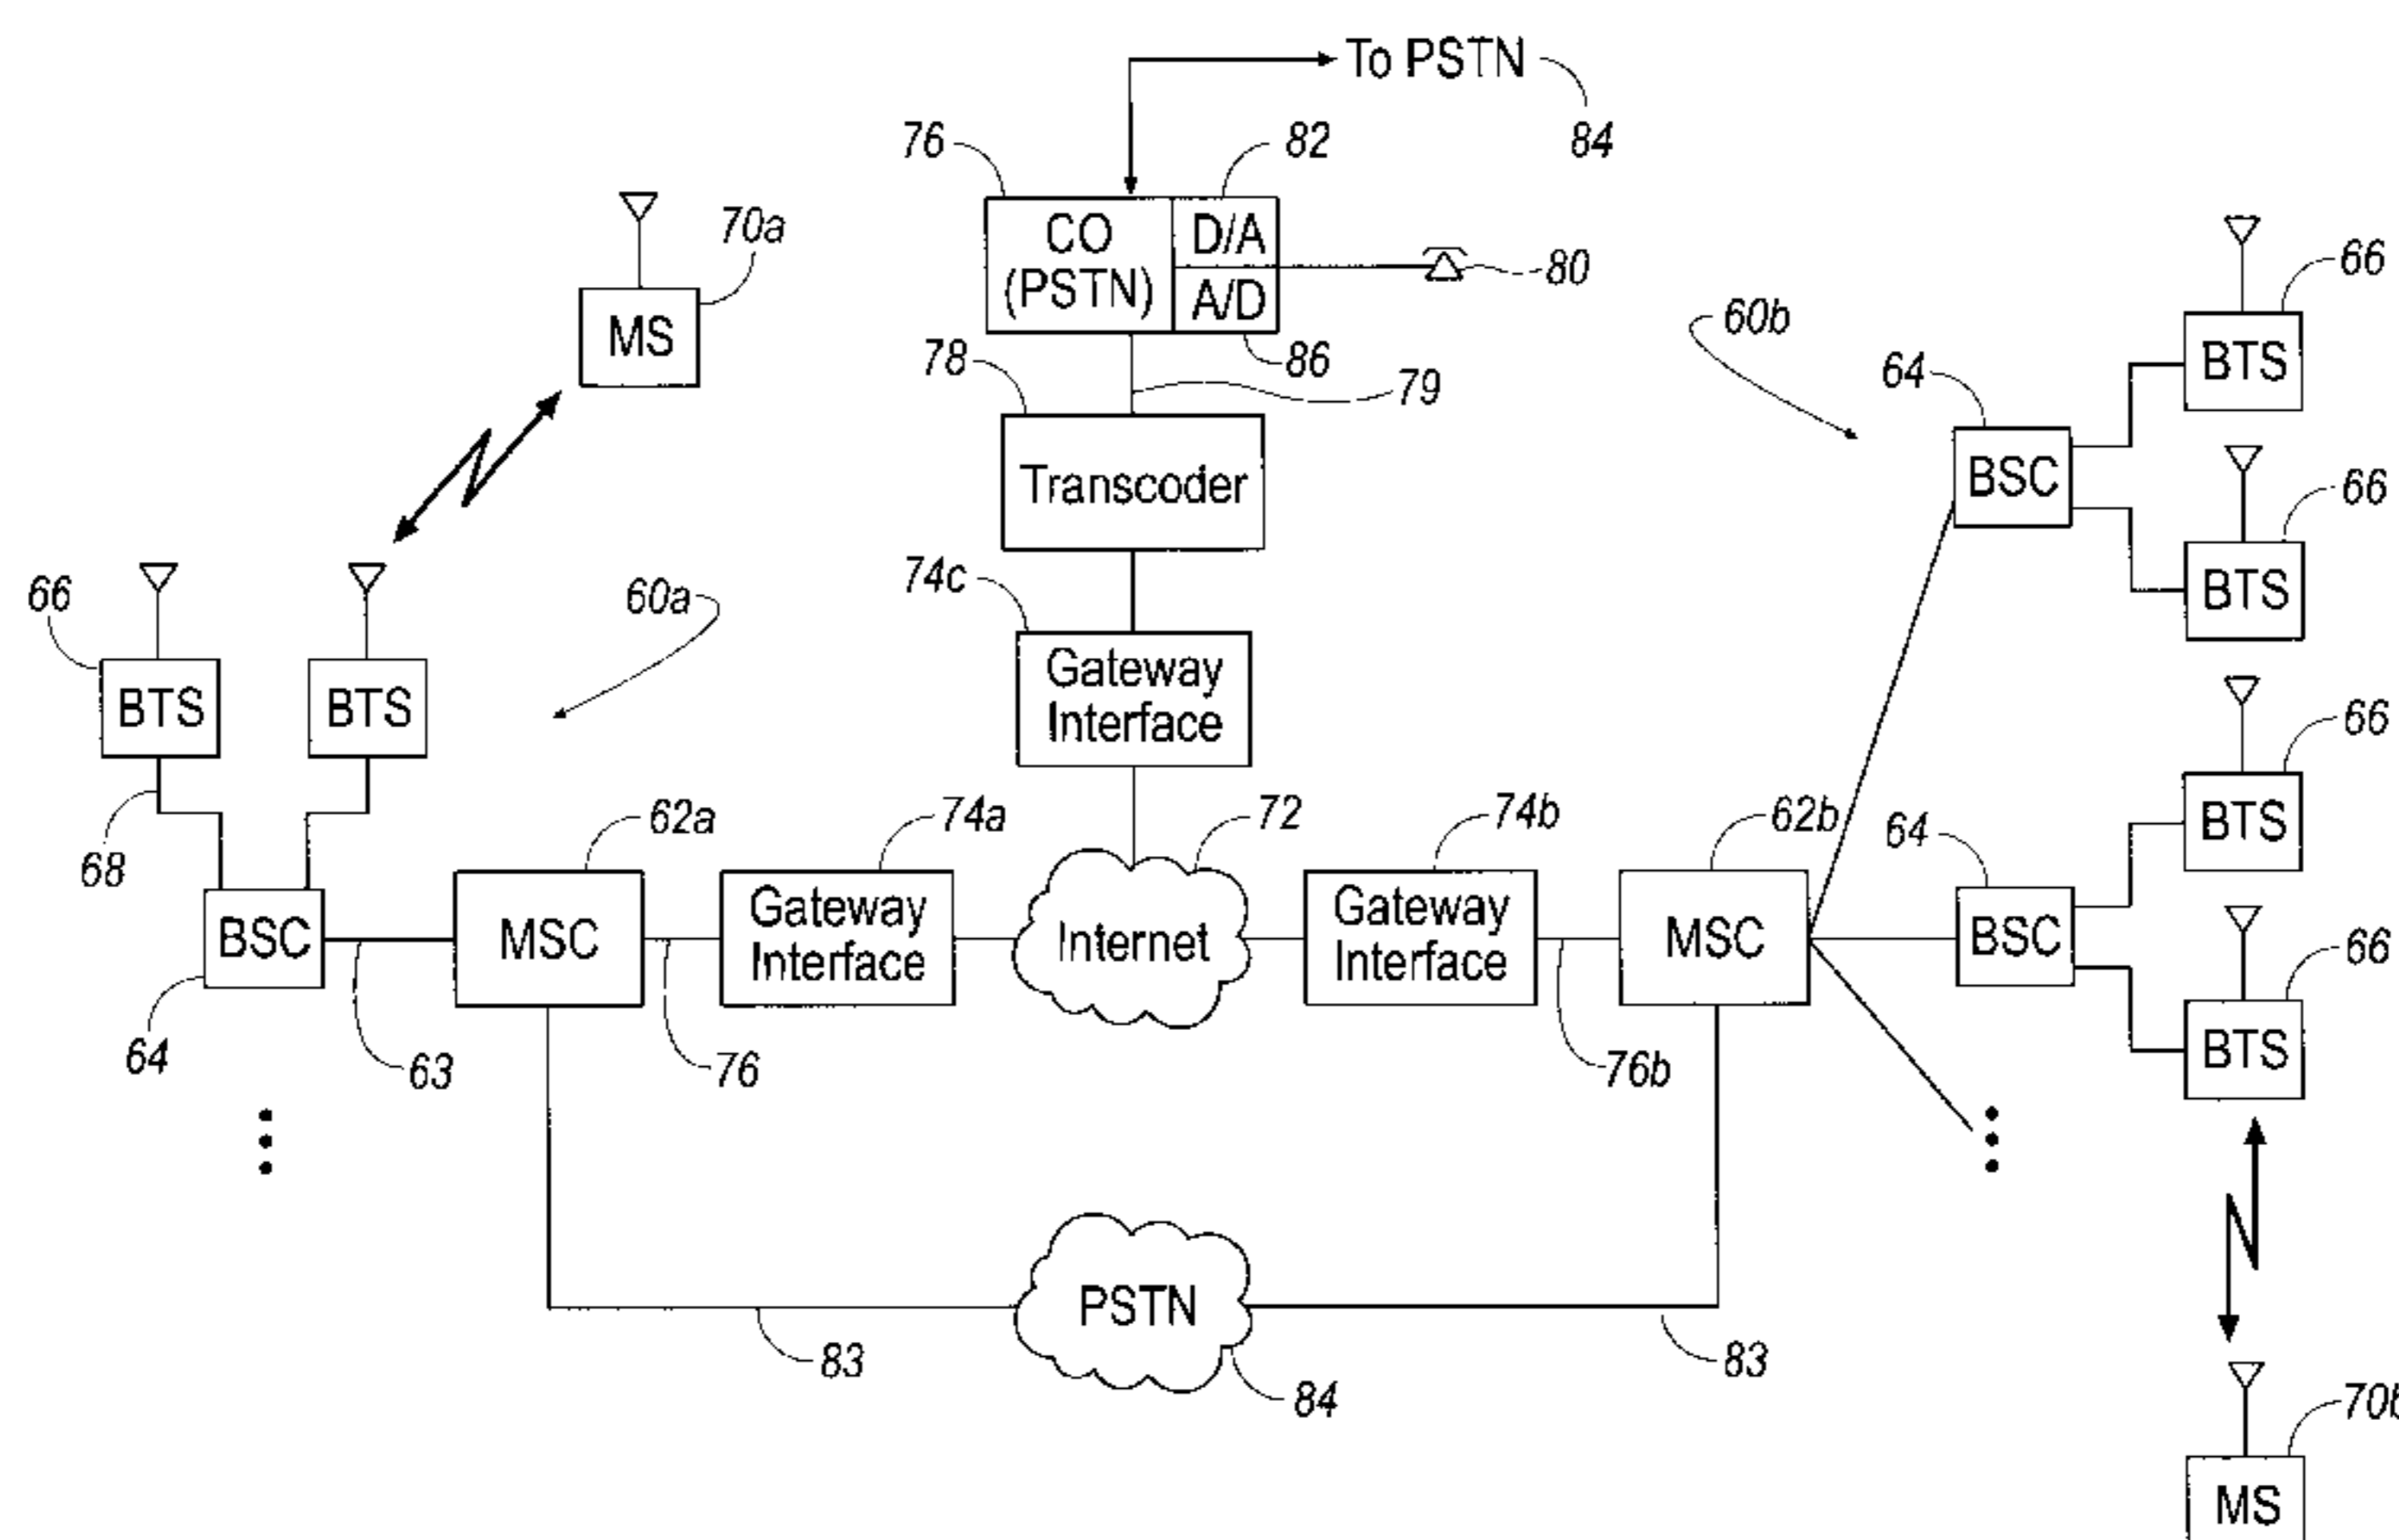 To PSTN
84
76
82
CO
(PSTN)
D/A
A/D
80
86
78
79
Transcoder
74c
Gateway
Interface
70a
MS
60a
66
BTS
BTS
68
BSC
64
63
62a
MSC
76
74a
Gateway
Interface
72
Internet
74b
Gateway
Interface
76b
62b
MSC
83
PSTN
84
83
60b
64
BSC
66
BTS
66
BTS
64
BSC
66
BTS
66
BTS
MS